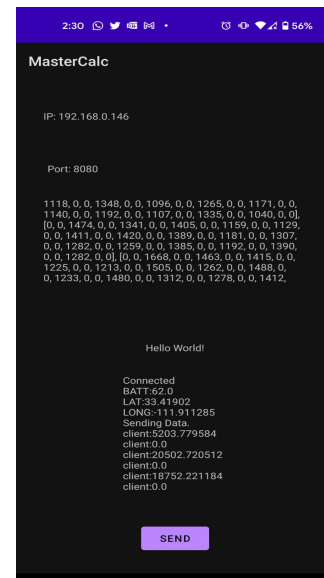 2:30 56%
MasterCalc
IP: 192.168.0.146
Port: 8080
1118, 0, 0, 1348, 0, 0, 1096, 0, 0, 1265, 0, 0, 1171, 0, 0,
1140, 0, 0, 1192, 0, 0, 1107, 0, 0, 1335, 0, 0, 1040, 0, 0],
[0, 0, 1474, 0, 0, 1341, 0, 0, 1405, 0, 0, 1159, 0, 0, 1129,
0, 0, 1411, 0, 0, 1420, 0, 0, 1389, 0, 0, 1181, 0, 0, 1307,
0, 0, 1282, 0, 0, 1259, 0, 0, 1385, 0, 0, 1192, 0, 0, 1390,
0, 0, 1282, 0, 0], [0, 0, 1668, 0, 0, 1463, 0, 0, 1415, 0, 0,
1225, 0, 0, 1213, 0, 0, 1505, 0, 0, 1262, 0, 0, 1488, 0,
0, 1233, 0, 0, 1480, 0, 0, 1312, 0, 0, 1278, 0, 0, 1412,
Hello World!
Connected
BATT:62.0
LAT:33.41902
LONG:-111.911285
Sending Data.
client:5203.779584
client:0.0
client:20502.720512
client:0.0
client:18752.221184
client:0.0
SEND